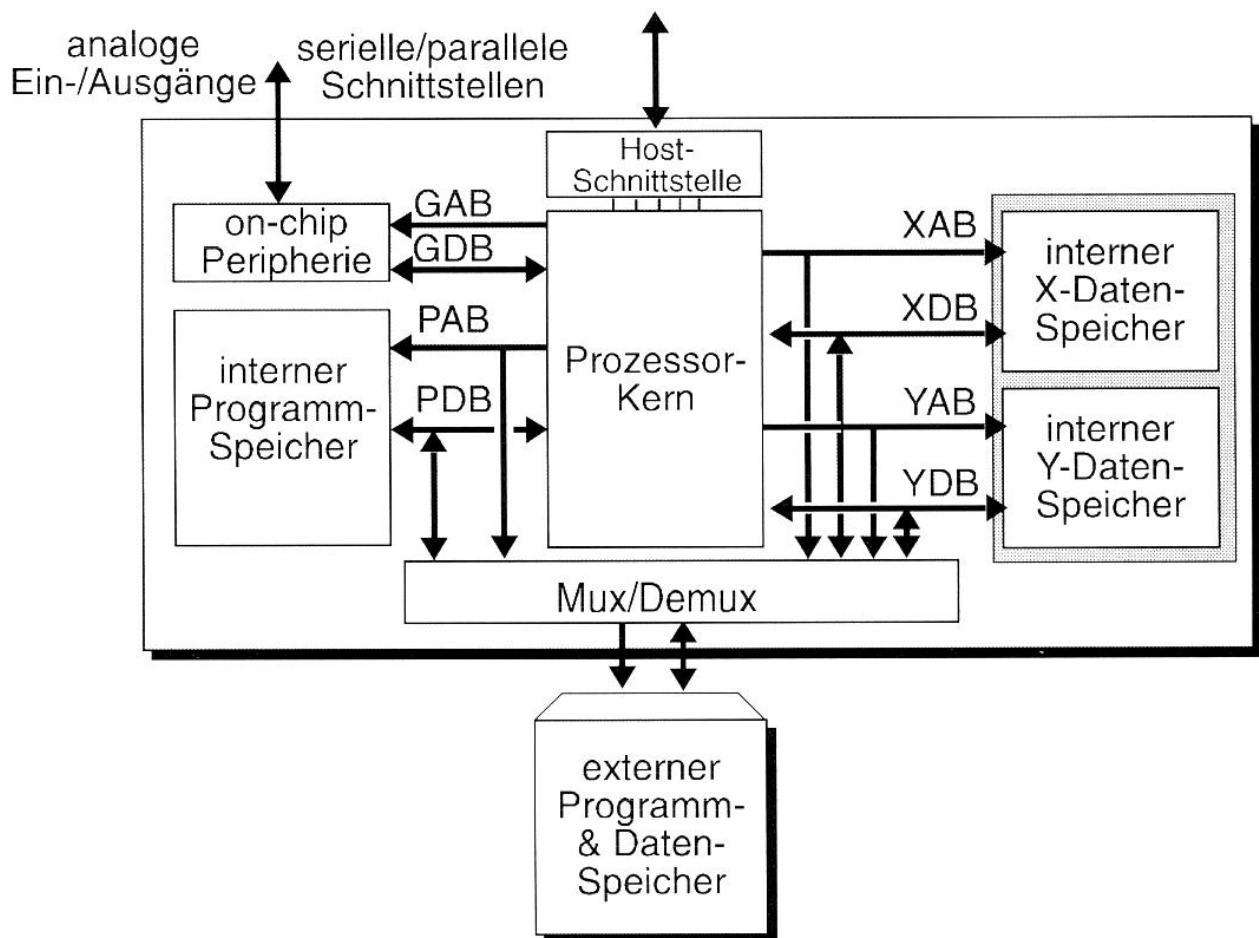 analoge
Ein-/Ausgänge
serielle/parallele
Schnittstellen
Host-
Schnittstelle
on-chip
Peripherie
GAB
GDB
PAB
PDB
interner
Programm-
Speicher
Prozessor-
Kern
XAB
XDB
YAB
YDB
interner
X-Daten-
Speicher
interner
Y-Daten-
Speicher
Mux/Demux
externer
Programm-
& Daten-
Speicher